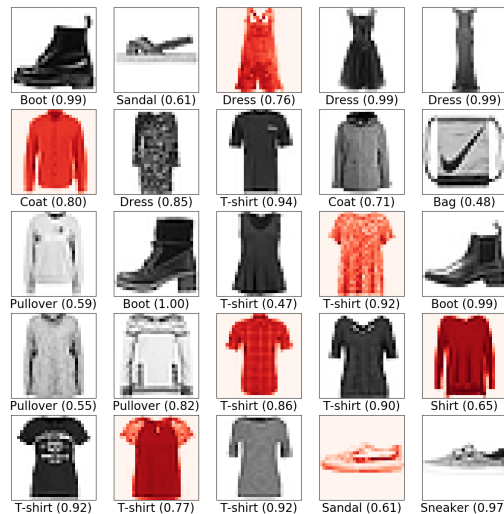 Boot (0.99) Sandal (0.61) Dress (0.76) Dress (0.99) Dress (0.99)
Coat (0.80) Dress (0.85) T-shirt (0.94) Coat (0.71) Bag (0.48)
Pullover (0.59) Boot (1.00) T-shirt (0.47) T-shirt (0.92) Boot (0.99)
Pullover (0.55) Pullover (0.82) T-shirt (0.86) T-shirt (0.90) Shirt (0.65)
T-shirt (0.92) T-shirt (0.77) T-shirt (0.92) Sandal (0.61) Sneaker (0.97